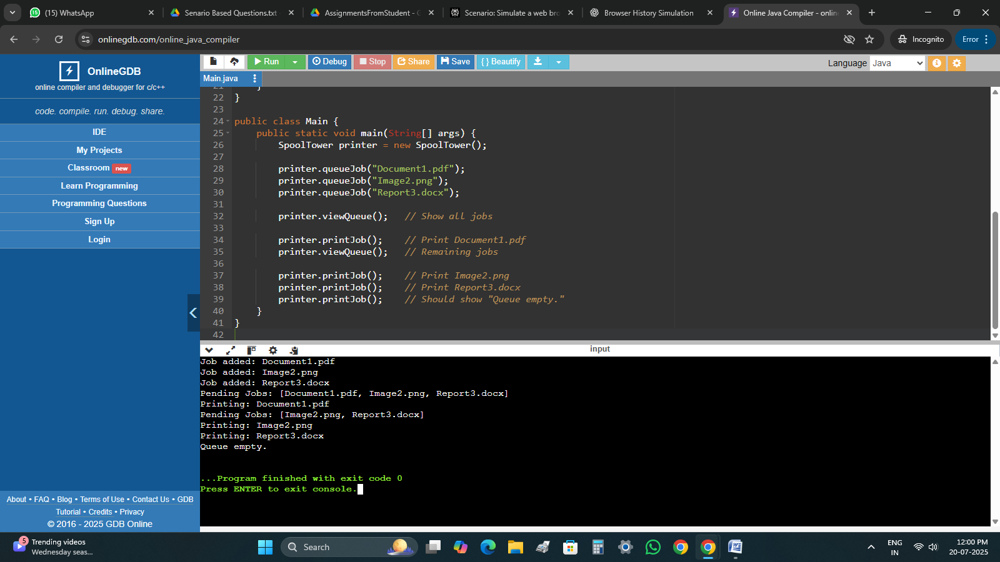 (15) WhatsApp
Senario Based Questions.txt
AssignmentsFromStudent - G
Scenario: Simulate a web bro
Browser History Simulation
Online Java Compiler - onlin
onlinegdb.com/online_java_compiler
Incognito
Error
OnlineGDB
online compiler and debugger for c/c++
code. compile. run. debug. share.
IDE
My Projects
Classroom new
Learn Programming
Programming Questions
Sign Up
Login
About • FAQ • Blog • Terms of Use • Contact Us • GDB
Tutorial • Credits • Privacy
© 2016 - 2025 GDB Online
Run
Debug
Stop
Share
Save
{ } Beautify
Language Java
Main.java
21 }
22 }
23
24 public class Main {
25 public static void main(String[] args) {
26 SpoolTower printer = new SpoolTower();
27
28 printer.queueJob("Document1.pdf");
29 printer.queueJob("Image2.png");
30 printer.queueJob("Report3.docx");
31
32 printer.viewQueue(); // Show all jobs
33
34 printer.printJob(); // Print Document1.pdf
35 printer.viewQueue(); // Remaining jobs
36
37 printer.printJob(); // Print Image2.png
38 printer.printJob(); // Print Report3.docx
39 printer.printJob(); // Should show "Queue empty."
40 }
41 }
42
input
Job added: Document1.pdf
Job added: Image2.png
Job added: Report3.docx
Pending Jobs: [Document1.pdf, Image2.png, Report3.docx]
Printing: Document1.pdf
Pending Jobs: [Image2.png, Report3.docx]
Printing: Image2.png
Printing: Report3.docx
Queue empty.
...Program finished with exit code 0
Press ENTER to exit console.
5
Trending videos
Wednesday seas...
Search
ENG
IN
12:00 PM
20-07-2025